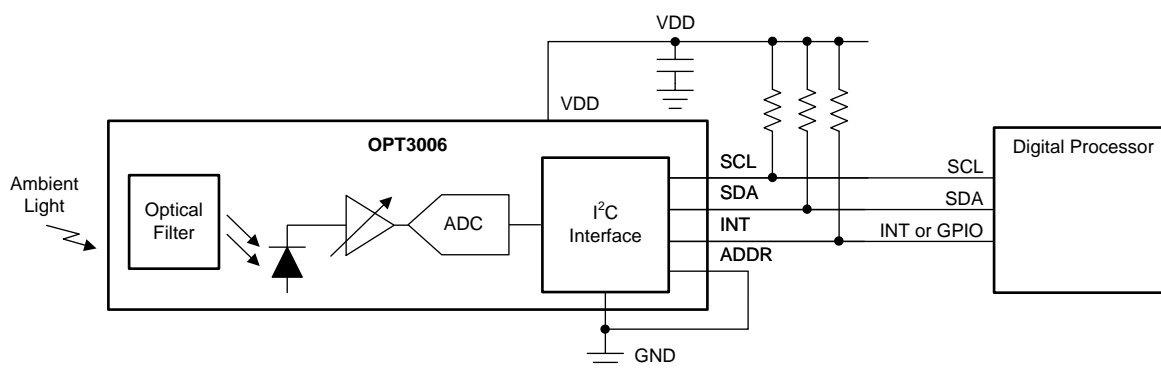 VDD
VDD
OPT3006
Ambient
Light
Optical
Filter
ADC
I²C
Interface
SCL
SDA
INT
ADDR
GND
Digital Processor
SCL
SDA
INT or GPIO